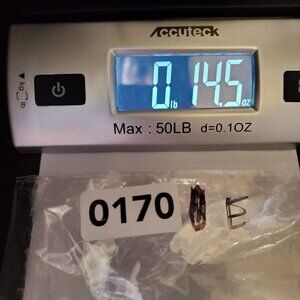 Accuteck
▼ kg lb
0 lb 14.5 oz
Max : 50LB d=0.1OZ
0170 E